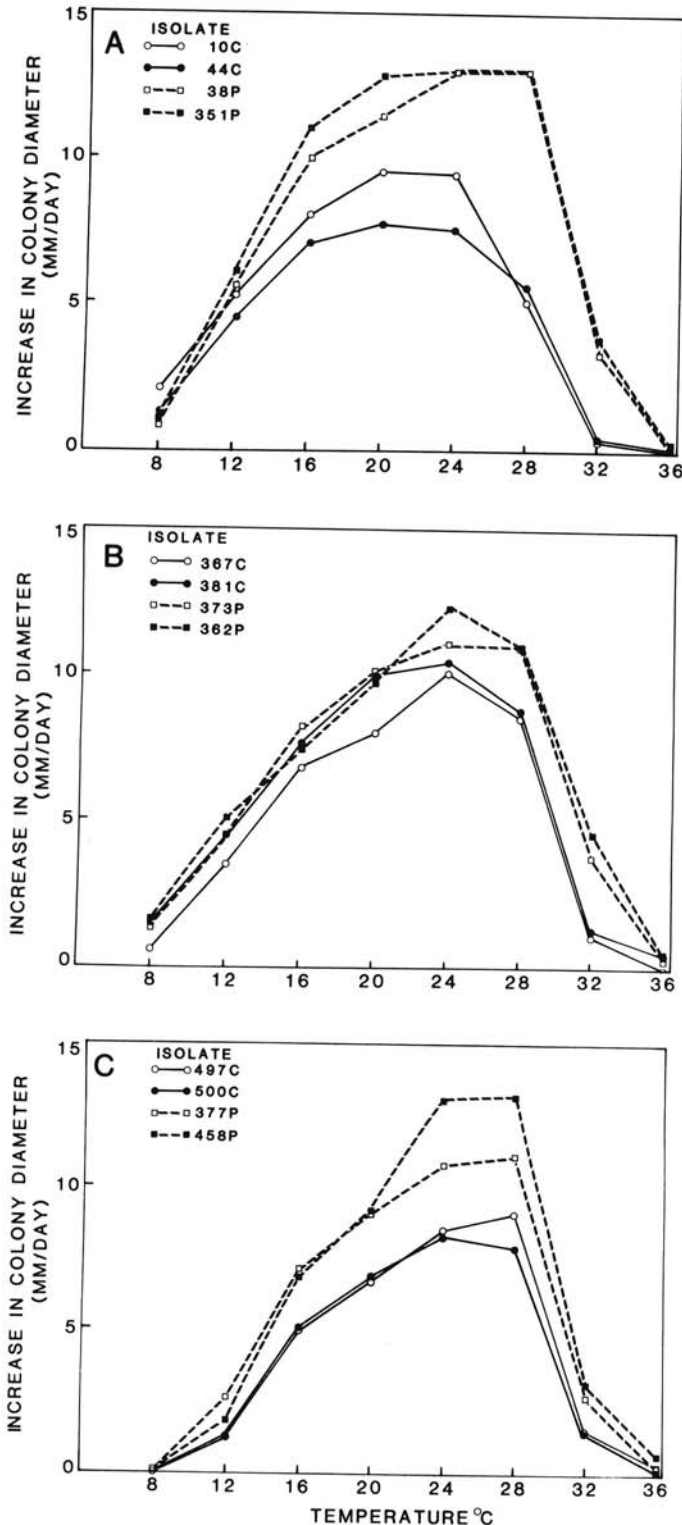 A
ISOLATE
10C
44C
38P
351P
INCREASE IN COLONY DIAMETER
(MM/DAY)
15
10
5
0
8 12 16 20 24 28 32 36
B
ISOLATE
367C
381C
373P
362P
INCREASE IN COLONY DIAMETER
(MM/DAY)
15
10
5
0
8 12 16 20 24 28 32 36
C
ISOLATE
497C
500C
377P
458P
INCREASE IN COLONY DIAMETER
(MM/DAY)
15
10
5
0
8 12 16 20 24 28 32 36
TEMPERATURE °C